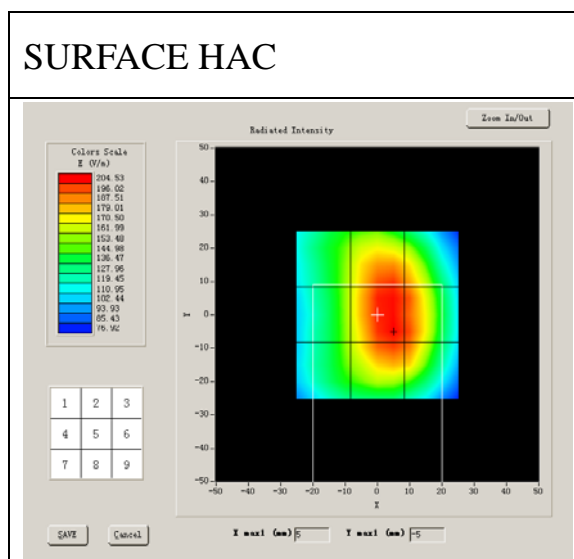 SURFACE HAC
Zoom In/Out
Radiated Intensity
Colors Scale
E (V/m)
204.53
196.02
187.51
179.01
170.50
161.99
153.48
144.98
136.47
127.96
119.45
110.95
102.44
93.93
85.43
76.92
50
40
30
20
10
0
-10
-20
-30
-40
-50
Y
-50 -40 -30 -20 -10 0 10 20 30 40 50
X
1 2 3
4 5 6
7 8 9
SAVE Cancel
X max1 (mm) 5 Y max1 (mm) -5